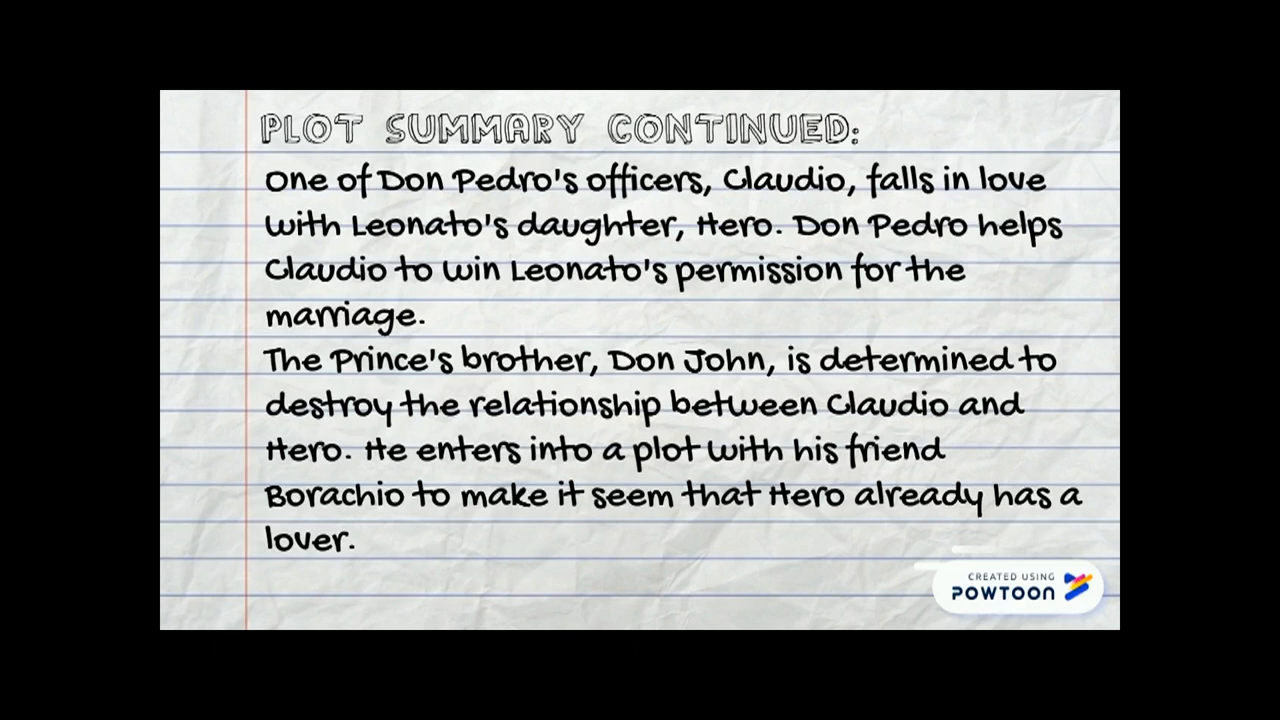 PLOT SUMMARY CONTINUED:
One of Don Pedro's officers, Claudio, falls in love
with Leonato's daughter, Hero. Don Pedro helps
Claudio to win Leonato's permission for the
marriage.
The Prince's brother, Don John, is determined to
destroy the relationship between Claudio and
Hero. He enters into a plot with his friend
Borachio to make it seem that Hero already has a
lover.
CREATED USING
POWTOON